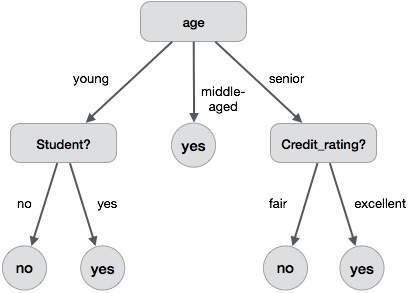 age
young
middle-
aged
senior
Student?
yes
Credit_rating?
no
yes
fair
excellent
no
yes
no
yes